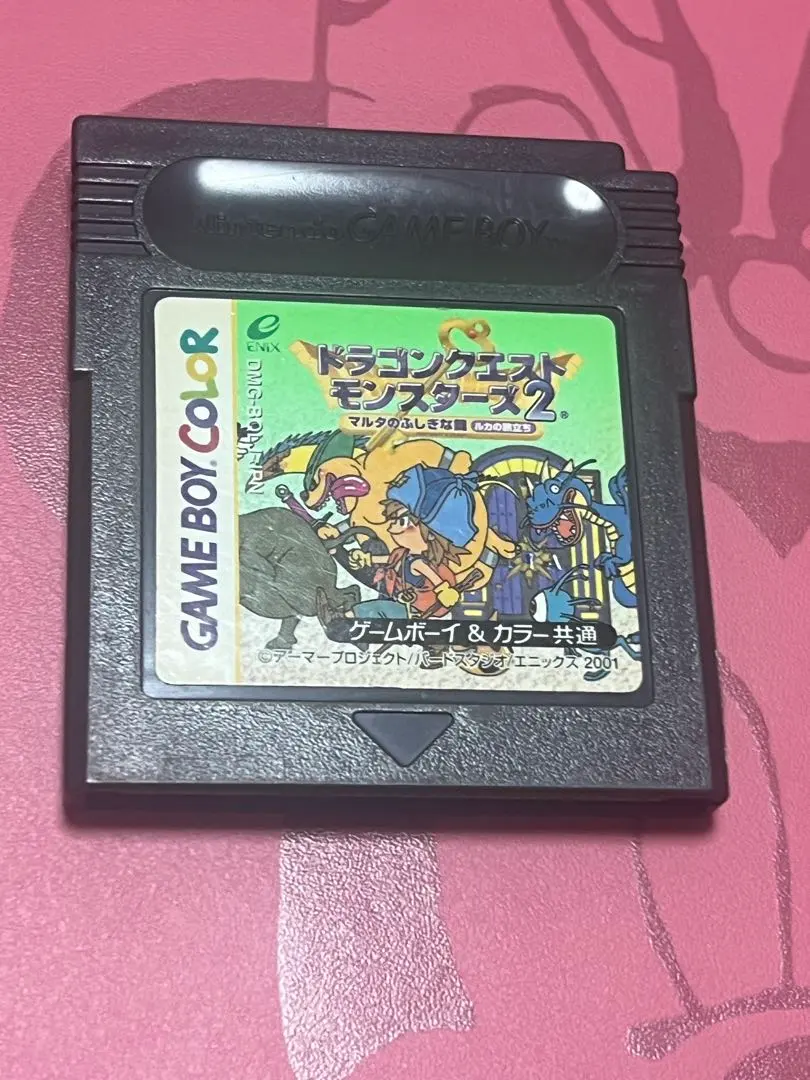 Nintendo GAME BOY™
GAME BOY COLOR
ENIX
ドラゴンクエスト
モンスターズ2®
マルタのふしぎな鍵 ルカの旅立ち
ゲームボーイ & カラー共通
©アーマープロジェクト/バードスタジオ/エニックス 2001